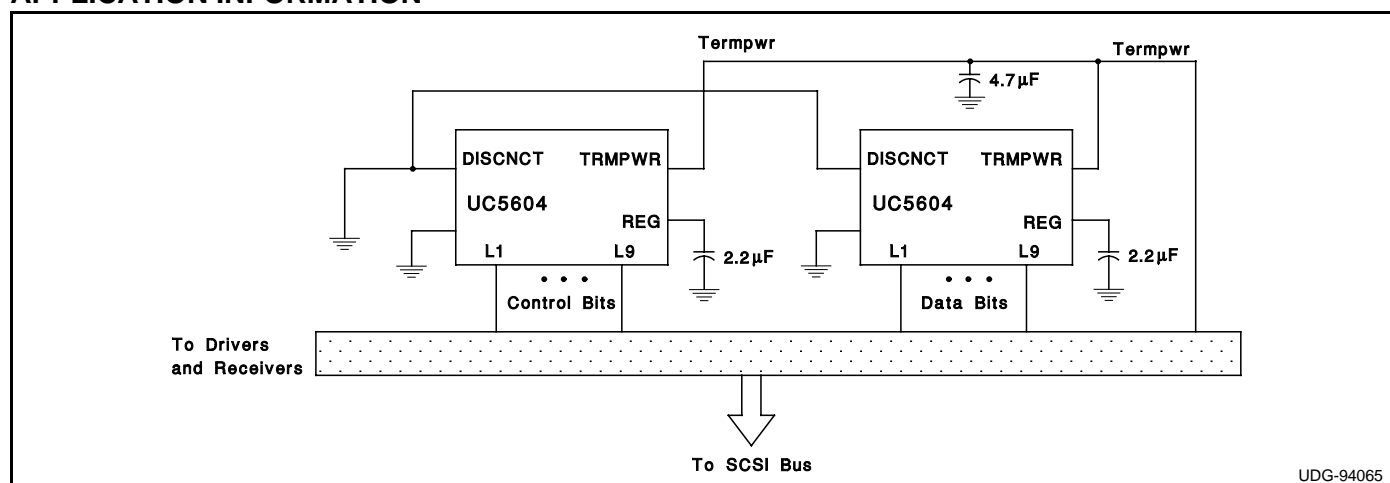 APPLICATION INFORMATION
Termpwr
Termpwr
4.7µF
DISCNCT TRMPWR
UC5604
REG
L1 L9
2.2µF
• • •
Control Bits
DISCNCT TRMPWR
UC5604
REG
L1 L9
2.2µF
• • •
Data Bits
To Drivers
and Receivers
To SCSI Bus
UDG-94065